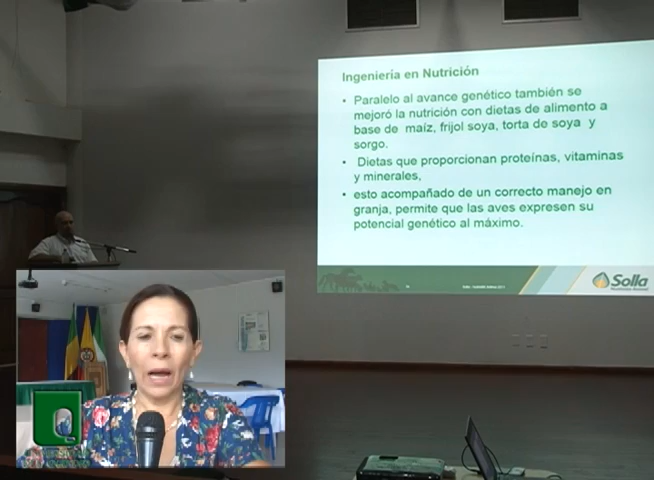 Ingeniería en Nutrición
• Paralelo al avance genético también se
mejoró la nutrición con dietas de alimento a
base de maíz, frijol soya, torta de soya y
sorgo.
• Dietas que proporcionan proteínas, vitaminas
y minerales,
• esto acompañado de un correcto manejo en
granja, permite que las aves expresen su
potencial genético al máximo.
Solla